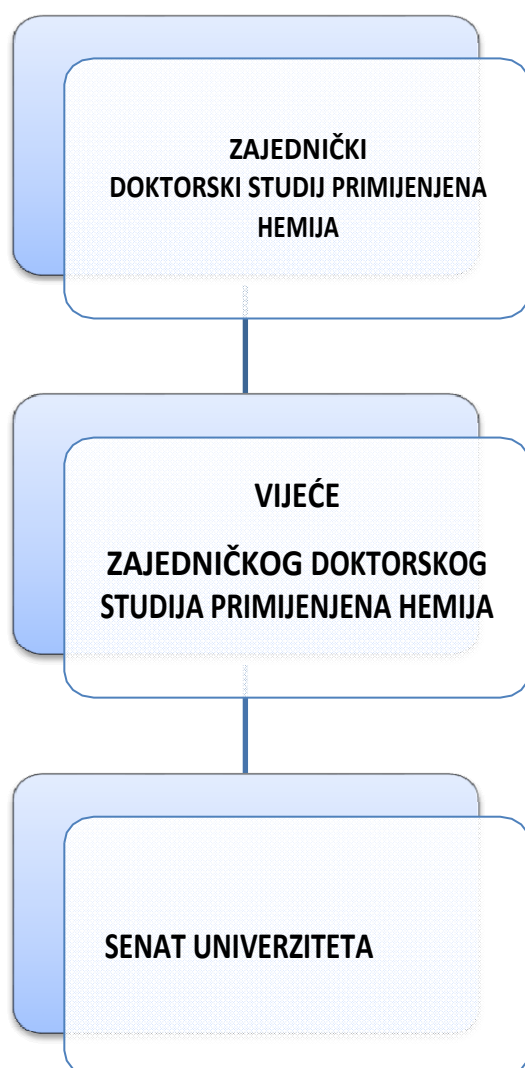 ZAJEDNIČKI
DOKTORSKI STUDIJ PRIMIJENJENA
HEMIJA
VIJEĆE
ZAJEDNIČKOG DOKTORSKOG
STUDIJA PRIMIJENJENA HEMIJA
SENAT UNIVERZITETA